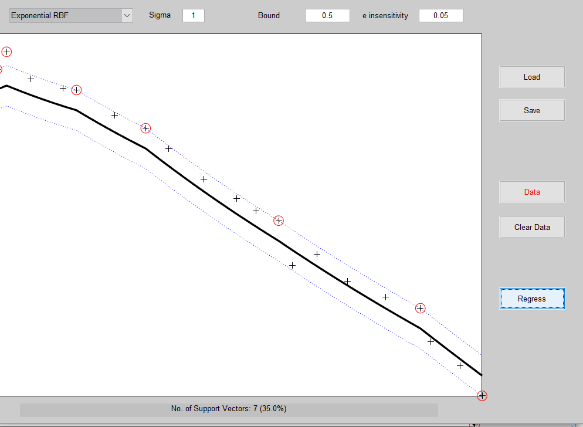 Exponential RBF Sigma 1 Bound 0.5 e insensitivity 0.05
Load
Save
Data
Clear Data
Regress
No. of Support Vectors: 7 (35.0%)